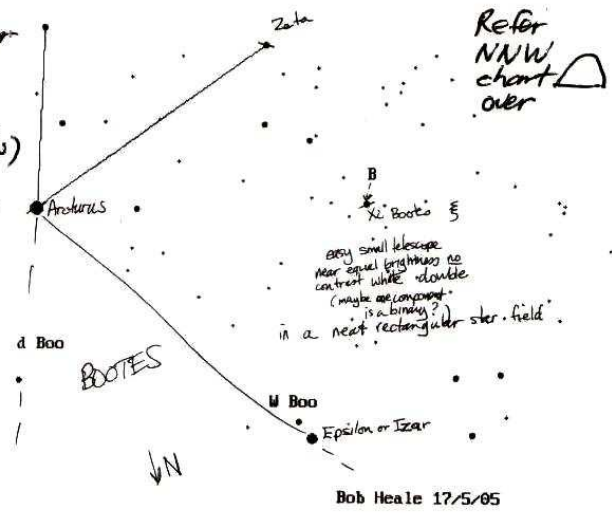 Zeta
Refer
NNW
chart
over
Arcturus
B
Xi Bootes ξ
easy small telescope
near equal brightness no
contrast white double
(maybe one component
is a binary?)
in a neat rectangular star field
d Boo
BOOTES
W Boo
Epsilon or Izar
↓N
Bob Heale 17/5/05